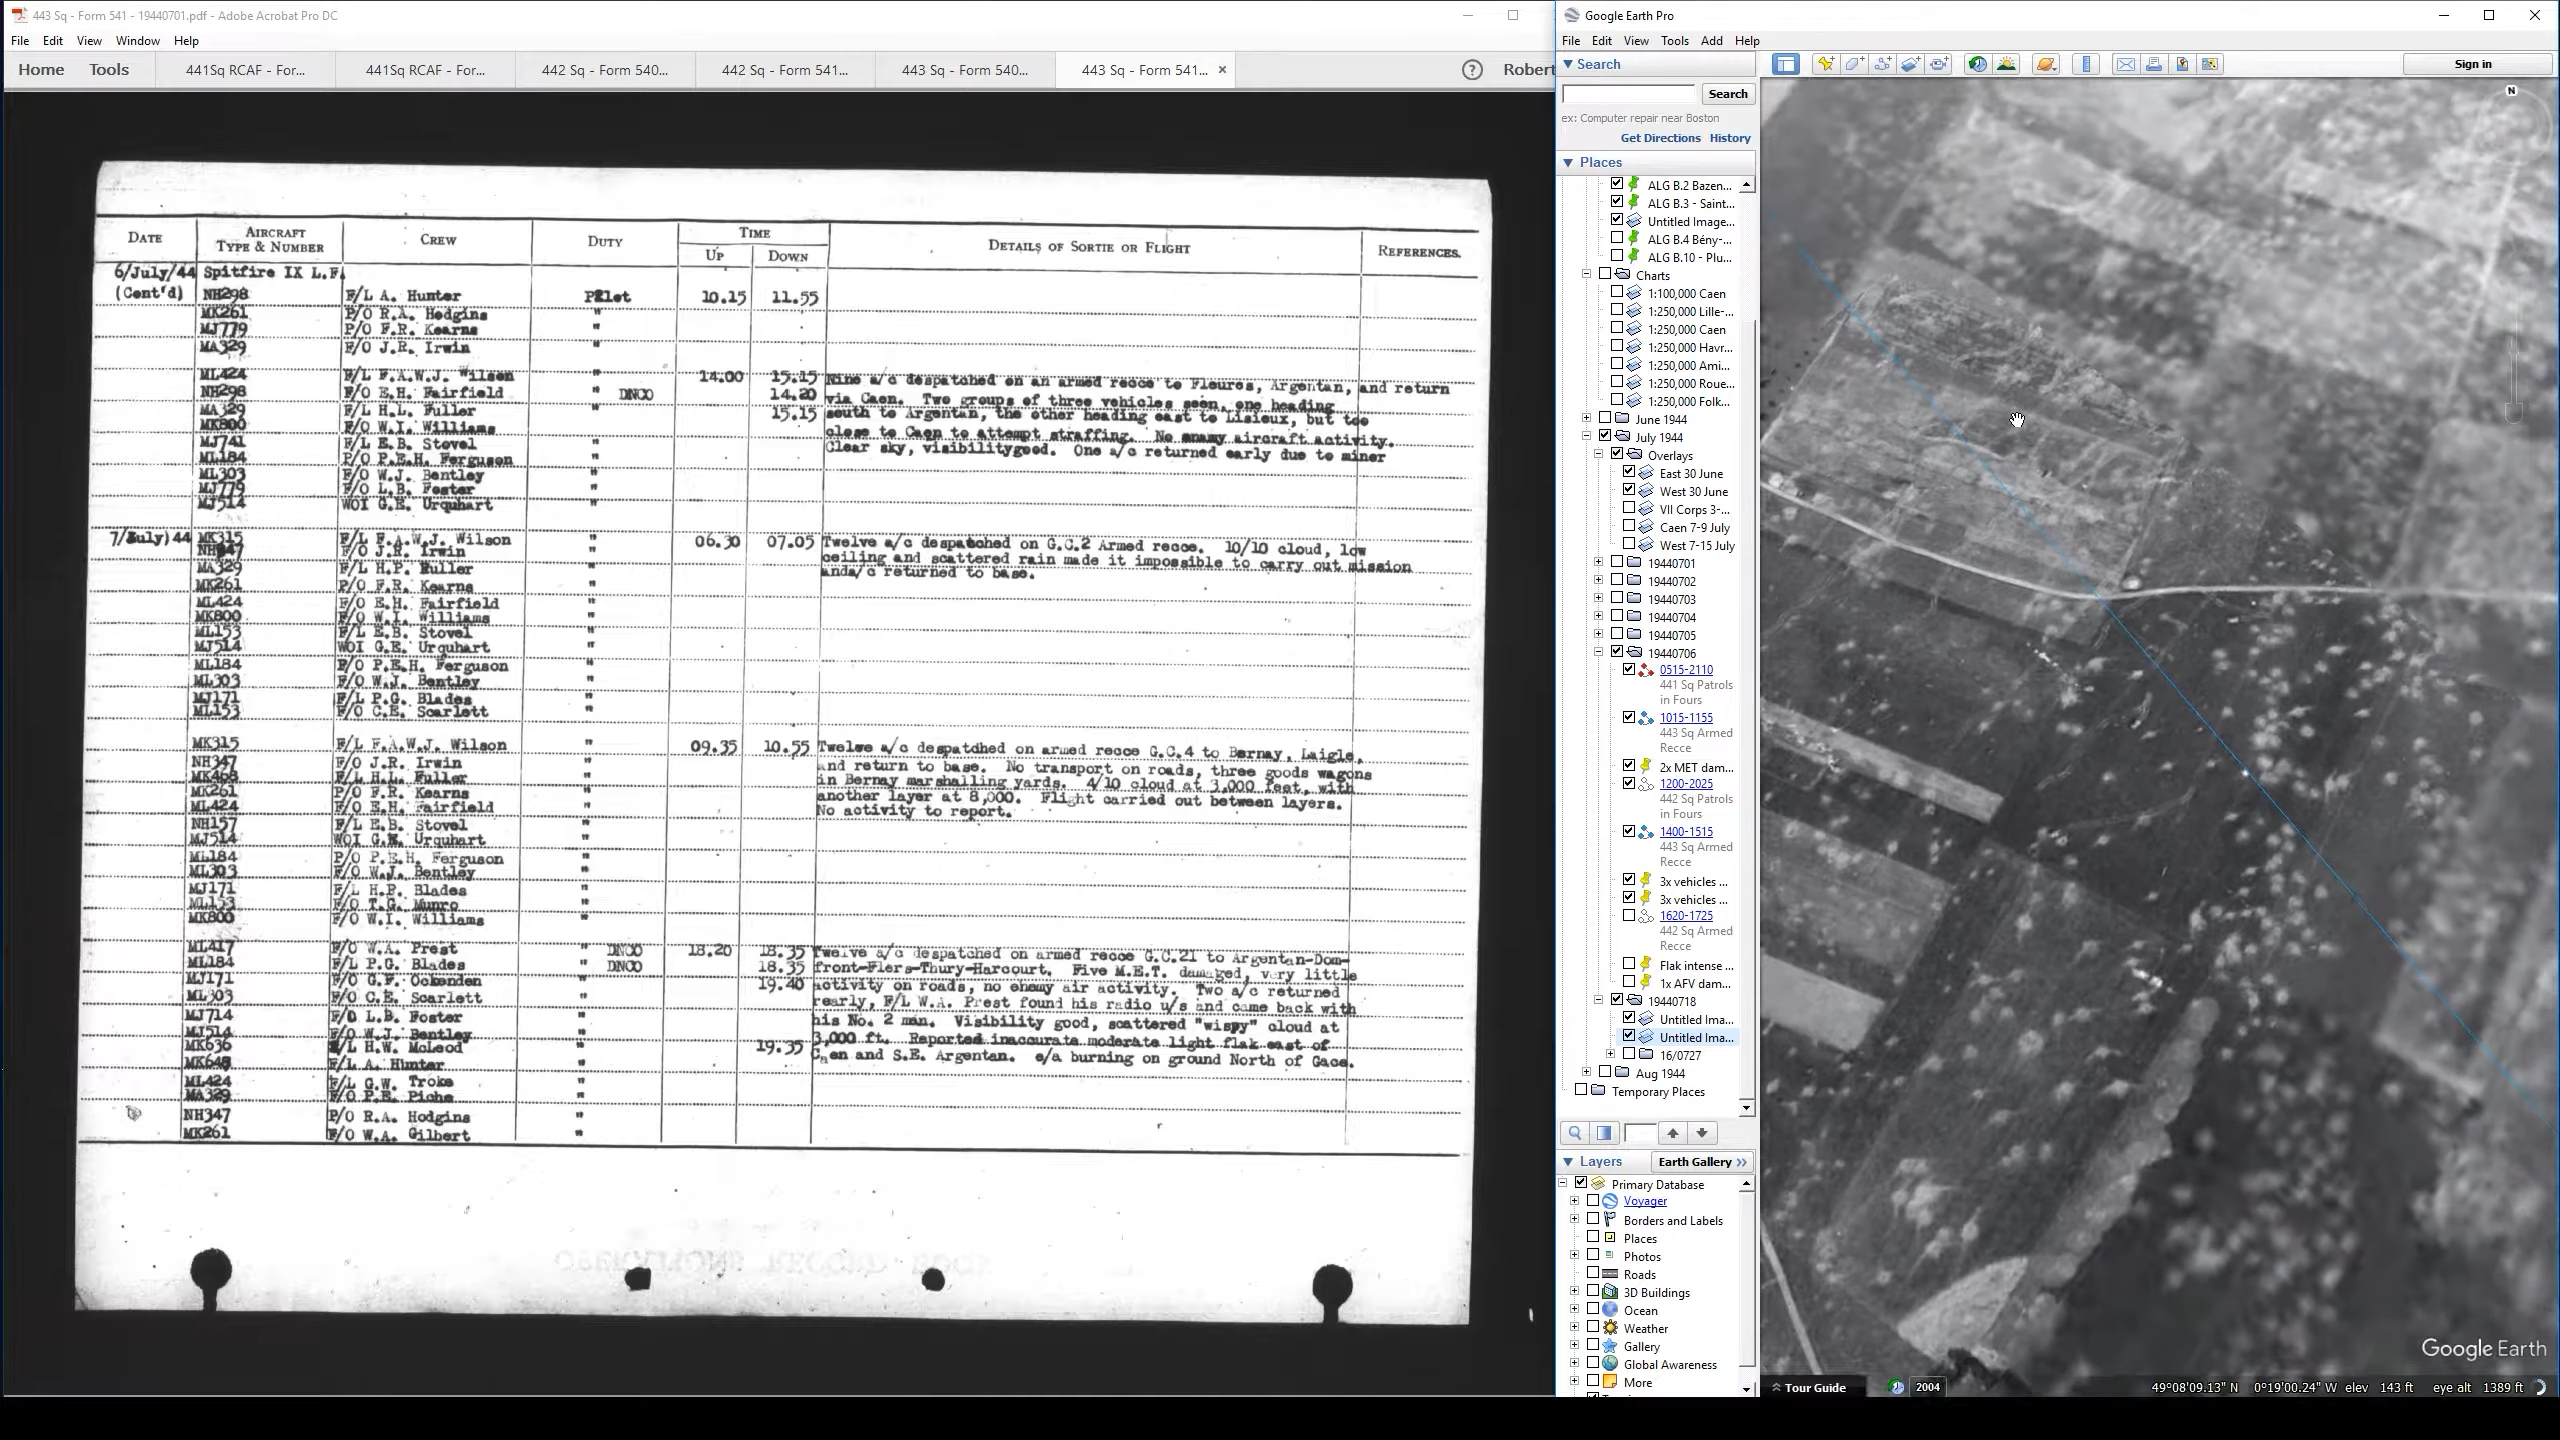 443 Sq - Form 541 - 19440701.pdf - Adobe Acrobat Pro DC
File Edit View Window Help
Home Tools 441Sq RCAF - For... 441Sq RCAF - For... 442 Sq - Form 540... 442 Sq - Form 541... 443 Sq - Form 540... 443 Sq - Form 541... Robert
DATE AIRCRAFT TYPE & NUMBER CREW DUTY TIME UP DOWN DETAILS OF SORTIE OR FLIGHT REFERENCES.
6/July/44 Spitfire IX L.F.
(Cent'd) NH298 F/L A. Hunter Pilot 10.15 11.55
MK261 P/O R.A. Hodgins "
MJ779 P/O F.R. Kearns "
MA329 F/O J.R. Irwin "
ML424 F/L F.A.W.J. Wilson 14.00 15.15 Nine a/c despatched on an armed recce to Fleures, Argentan, and return
NH298 F/O E.H. Fairfield " DNCO 14.20 via Caen. Two groups of three vehicles seen, one heading
MA329 F/L H.L. Fuller " 15.15 south to Argentan, the other heading east to Lisieux, but too
MK800 F/O W.I. Williams close to Caen to attempt straffing. No enemy aircraft activity.
MJ741 F/L E.B. Stovel " Clear sky, visibilitygood. One a/c returned early due to miner
ML184 P/O P.E.H. Ferguson "
ML303 F/O W.J. Bentley "
MJ779 F/O L.B. Foster "
MJ514 WOI G.E. Urquhart "
7/July)44 MK315 F/L F.A.W.J. Wilson " 06.30 07.05 Twelve a/c despatched on G.C.2 Armed recce. 10/10 cloud, low
NH347 F/O J.R. Irwin " ceiling and scattered rain made it impossible to carry out mission
MA329 F/L H.P. Fuller " anda/c returned to base.
MK261 P/O F.R. Kearns "
ML424 F/O E.H. Fairfield "
MK800 F/O W.I. Williams "
ML153 F/L E.B. Stovel "
MJ514 WOI G.E. Urquhart "
ML184 P/O P.E.H. Ferguson "
ML303 F/O W.J. Bentley "
MJ171 F/L P.G. Blades "
ML153 F/O C.E. Scarlett "
MK315 F/L F.A.W.J. Wilson " 09.35 10.55 Twelve a/c despatdhed on armed recce G.C.4 to Bernay, Laigle,
NH347 F/O J.R. Irwin " and return to base. No transport on roads, three goods wagons
MK468 F/L H.L. Fuller " in Bernay marshalling yards. 4/10 cloud at 3,000 feet, with
MK261 P/O F.R. Kearns " another layer at 8,000. Flight carried out between layers.
ML424 F/O E.H. Fairfield " No activity to report.
NH157 F/L E.B. Stovel "
MJ514 WOI G.E. Urquhart "
ML184 P/O P.E.H. Ferguson "
ML303 F/O W.J. Bentley "
MJ171 F/L H.P. Blades "
ML153 F/O T.G. Munro "
MK800 F/O W.I. Williams "
ML417 F/O W.A. Prest " DNCO 18.20 18.35 Twelve a/c despatched on armed recce G.C.21 to Argentan-Dom-
ML184 F/L P.G. Blades " DNCO 18.35 front-Flers-Thury-Harcourt. Five M.E.T. damaged, very little
MJ171 F/O G.F. Ockenden " 19.40 activity on roads, no enemy air activity. Two a/c returned
ML303 F/O C.E. Scarlett " rearly, F/L W.A. Prest found his radio u/s and came back with
MJ714 F/O L.B. Foster " his No. 2 man. Visibility good, scattered "wispy" cloud at
MJ514 F/O W.J. Bentley " 3,000 ft. Reported inaccurate moderate light flak east of
MK636 S/L H.W. McLeod " 19.35 Caen and S.E. Argentan. e/a burning on ground North of Gace.
F/L A. Hunter "
ML424 F/L G.W. Troke "
MA329 F/O P.E. Piche "
NH347 P/O R.A. Hodgins "
MK261 F/O W.A. Gilbert "
Google Earth Pro
File Edit View Tools Add Help
Search
Sign in
Search
ex: Computer repair near Boston
Get Directions History
Places
ALG B.2 Bazen...
ALG B.3 - Saint...
Untitled Image...
ALG B.4 Bény-...
ALG B.10 - Plu...
Charts
1:100,000 Caen
1:250,000 Lille-...
1:250,000 Caen
1:250,000 Havr...
1:250,000 Ami...
1:250,000 Roue...
1:250,000 Folk...
June 1944
July 1944
Overlays
East 30 June
West 30 June
VII Corps 3-...
Caen 7-9 July
West 7-15 July
19440701
19440702
19440703
19440704
19440705
19440706
0515-2110
441 Sq Patrols
in Fours
1015-1155
443 Sq Armed
Recce
2x MET dam...
1200-2025
442 Sq Patrols
in Fours
1400-1515
443 Sq Armed
Recce
3x vehicles ...
3x vehicles ...
1620-1725
442 Sq Armed
Recce
Flak intense ...
1x AFV dam...
19440718
Untitled Ima...
Untitled Ima...
16/0727
Aug 1944
Temporary Places
Layers Earth Gallery >>
Primary Database
Voyager
Borders and Labels
Places
Photos
Roads
3D Buildings
Ocean
Weather
Gallery
Global Awareness
More
N
Google Earth
Tour Guide 2004 49°08'09.13" N 0°19'00.24" W elev 143 ft eye alt 1389 ft